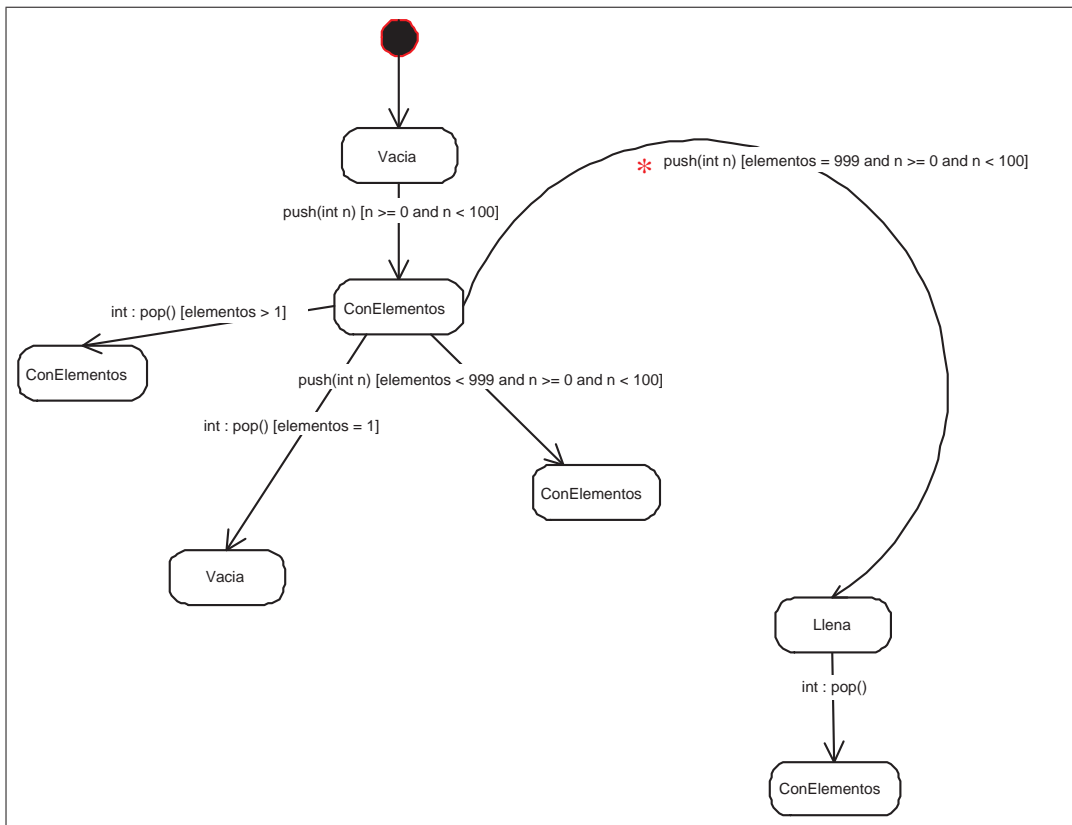 Vacia
* push(int n) [elementos = 999 and n >= 0 and n < 100]
push(int n) [n >= 0 and n < 100]
ConElementos
int : pop() [elementos > 1]
ConElementos
push(int n) [elementos < 999 and n >= 0 and n < 100]
int : pop() [elementos = 1]
ConElementos
Vacia
Llena
int : pop()
ConElementos